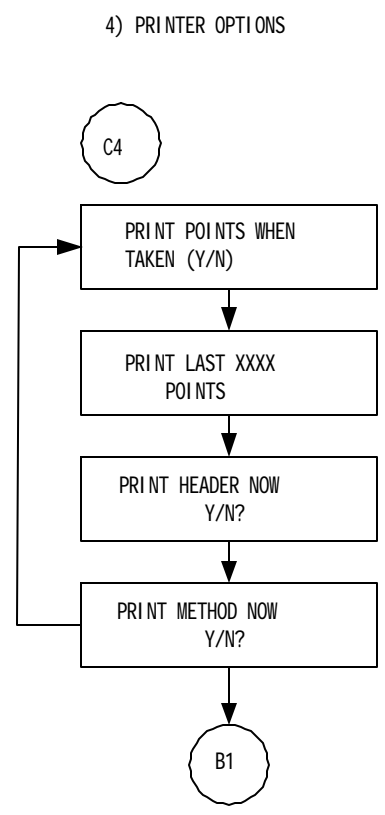 4) PRINTER OPTIONS
C4
PRINT POINTS WHEN
TAKEN (Y/N)
PRINT LAST XXXX
POINTS
PRINT HEADER NOW
Y/N?
PRINT METHOD NOW
Y/N?
B1